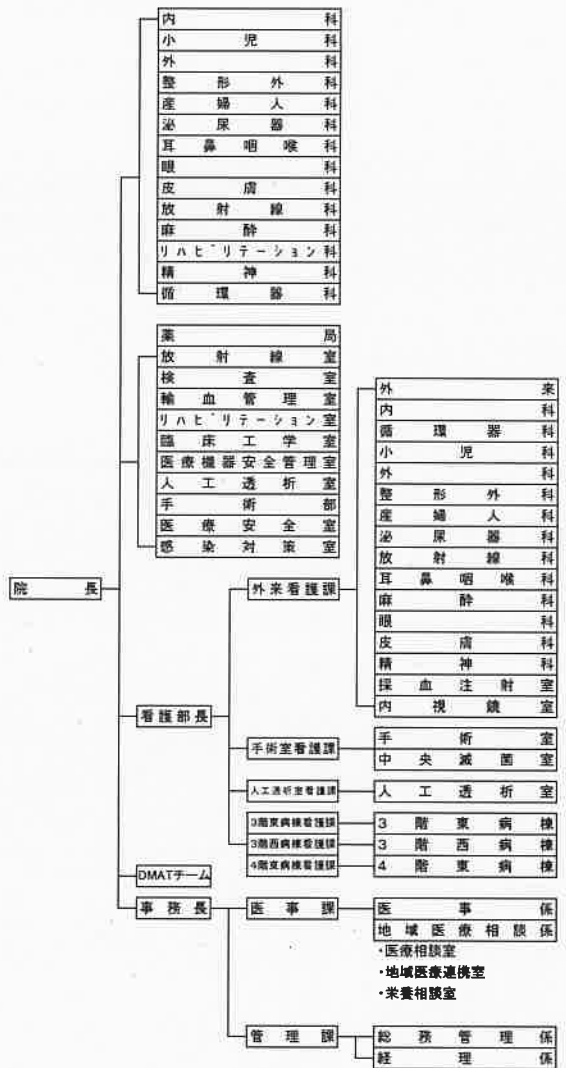 内科
小児科
外科
整形外科
産婦人科
泌尿器科
耳鼻咽喉科
眼科
皮膚科
放射線科
麻酔科
リハビリテーション科
精神科
循環器科
薬局
放射線室
検査室
輸血管理室
リハビリテーション室
臨床工学室
医療機器安全管理室
人工透析室
手術部
医療安全室
感染対策室
院長
看護部長
外来看護課
外来
内科
循環器科
小児科
外科
整形外科
産婦人科
泌尿器科
放射線科
耳鼻咽喉科
麻酔科
眼科
皮膚科
精神科
採血注射室
内視鏡室
手術室看護課
手術室
中央滅菌室
人工透析室看護課
人工透析室
3階東病棟看護課
3階東病棟
3階西病棟看護課
3階西病棟
4階東病棟看護課
4階東病棟
DMATチーム
事務長
医事課
医事係
地域医療相談係
・医療相談室
・地域医療連携室
・栄養相談室
管理課
総務管理係
経理係